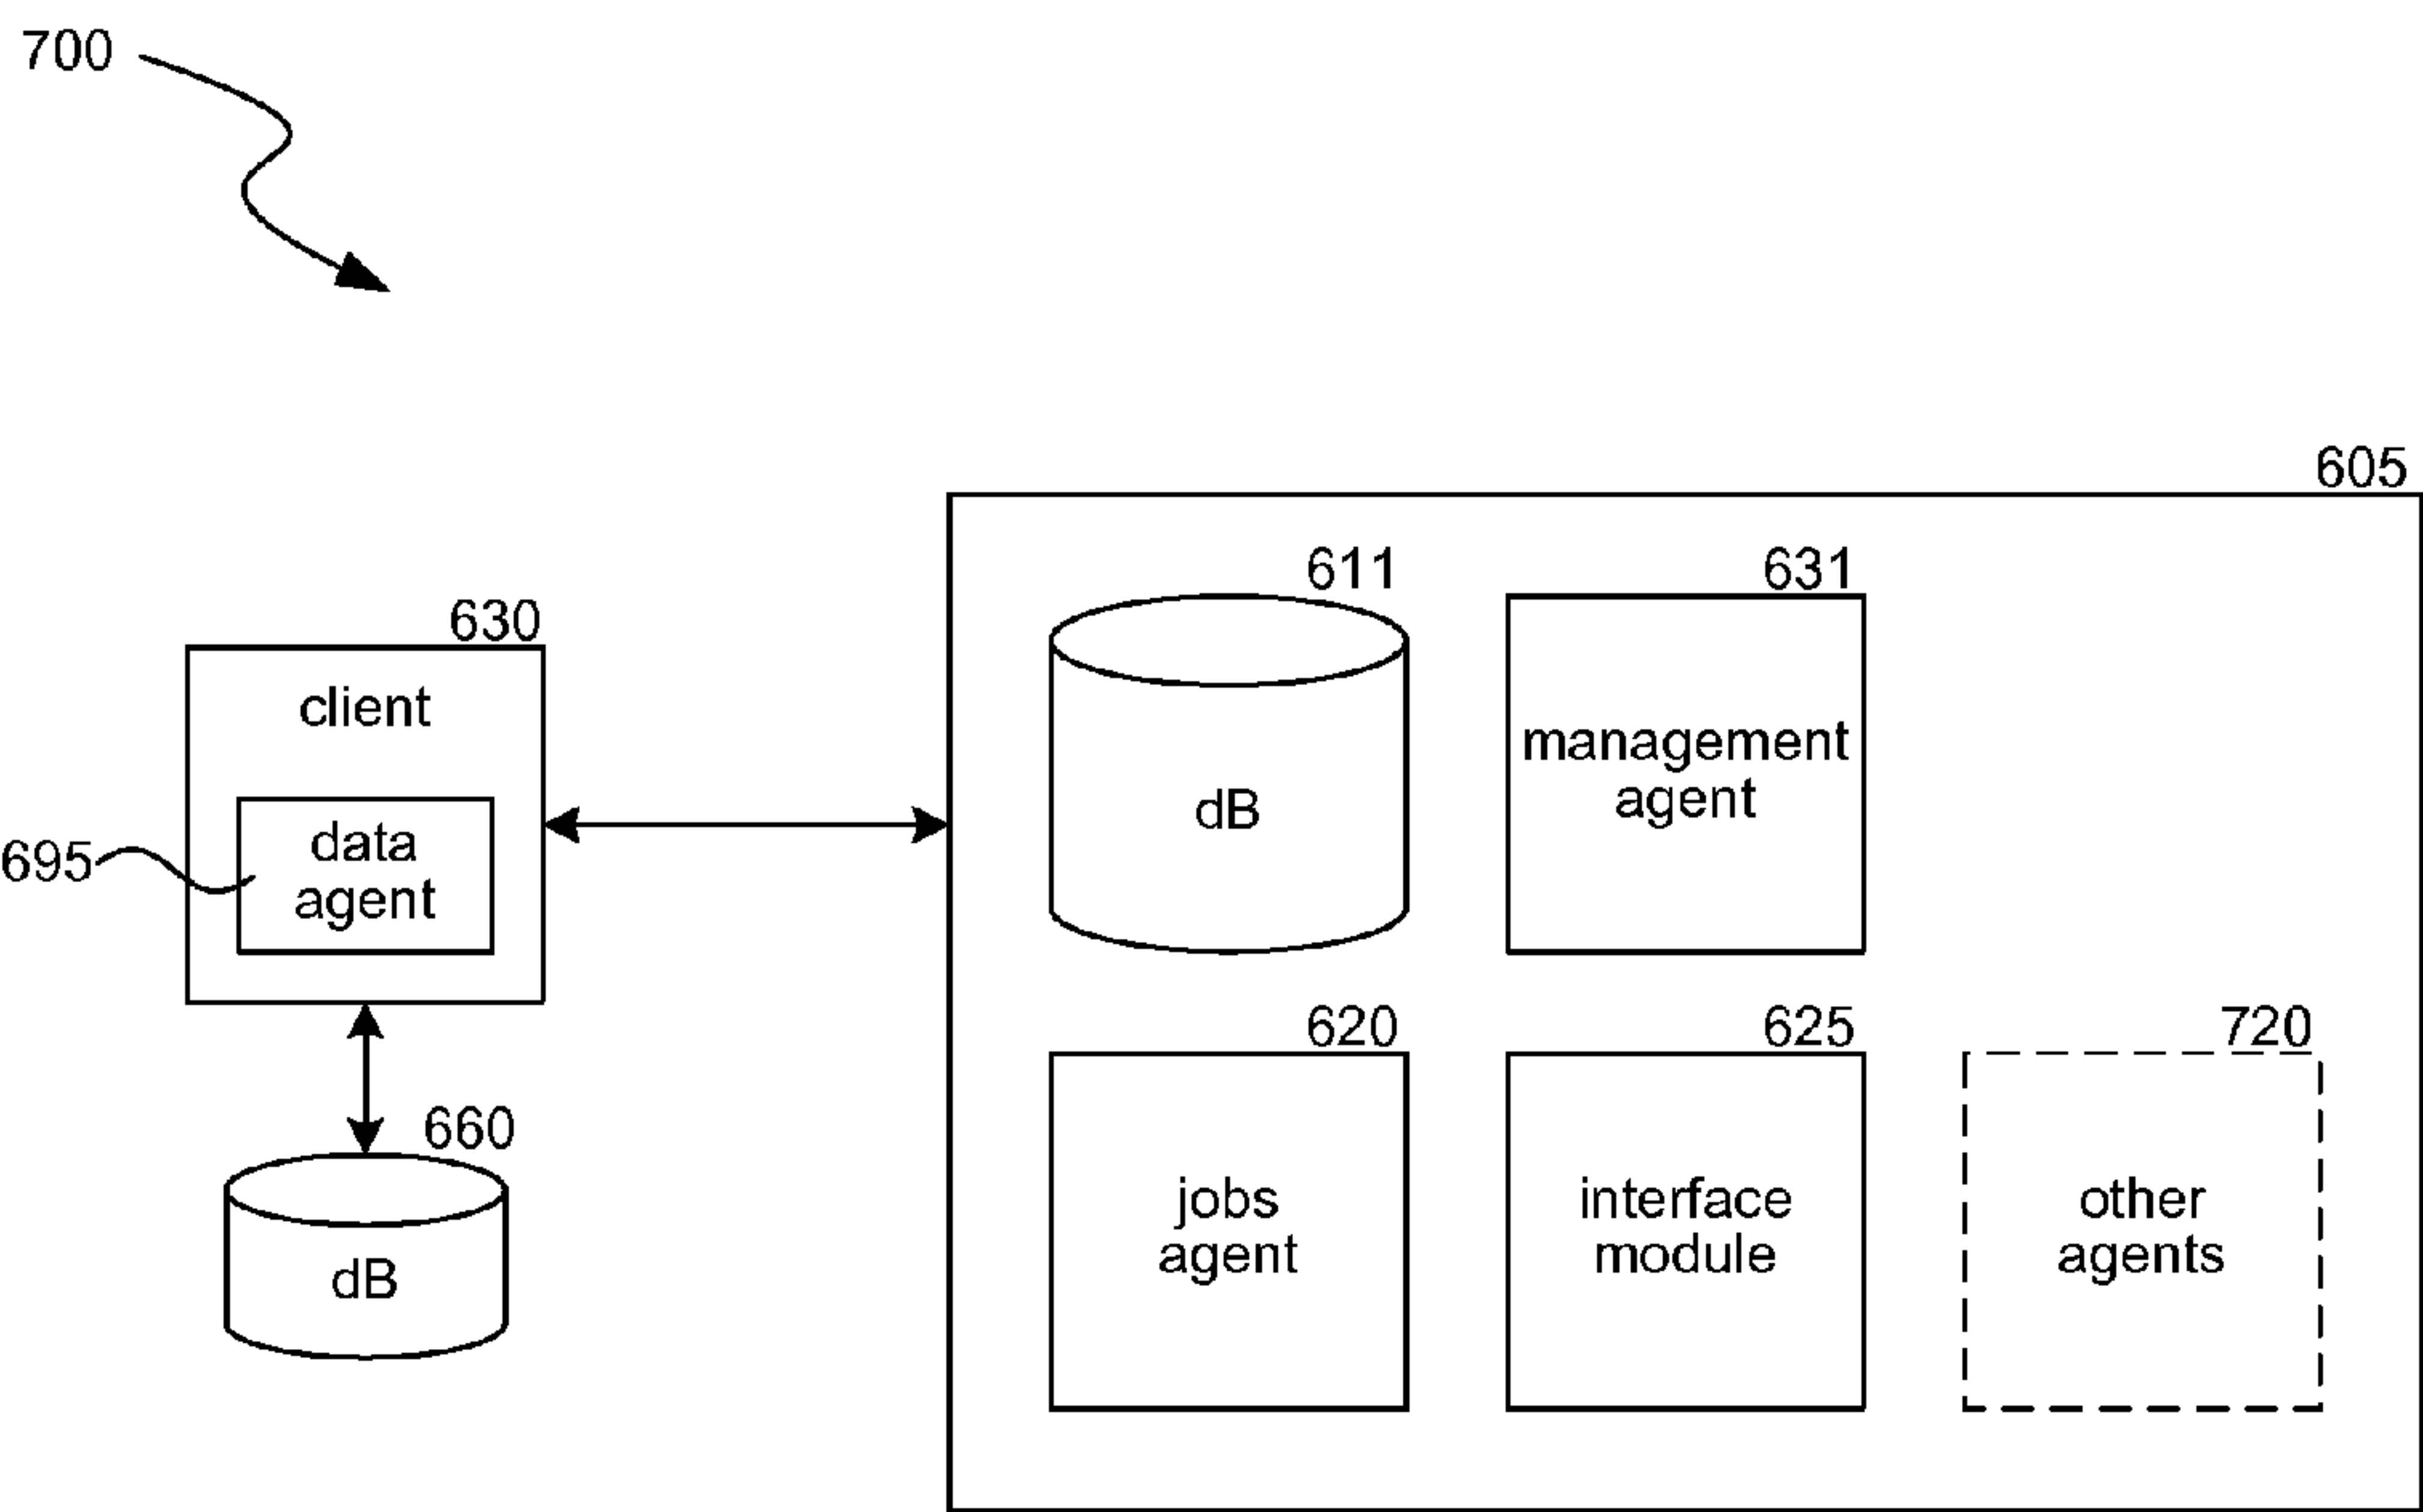 700
605
611
631
630
client
management
agent
dB
data
agent
695
620
625
720
660
jobs
agent
interface
module
other
agents
dB